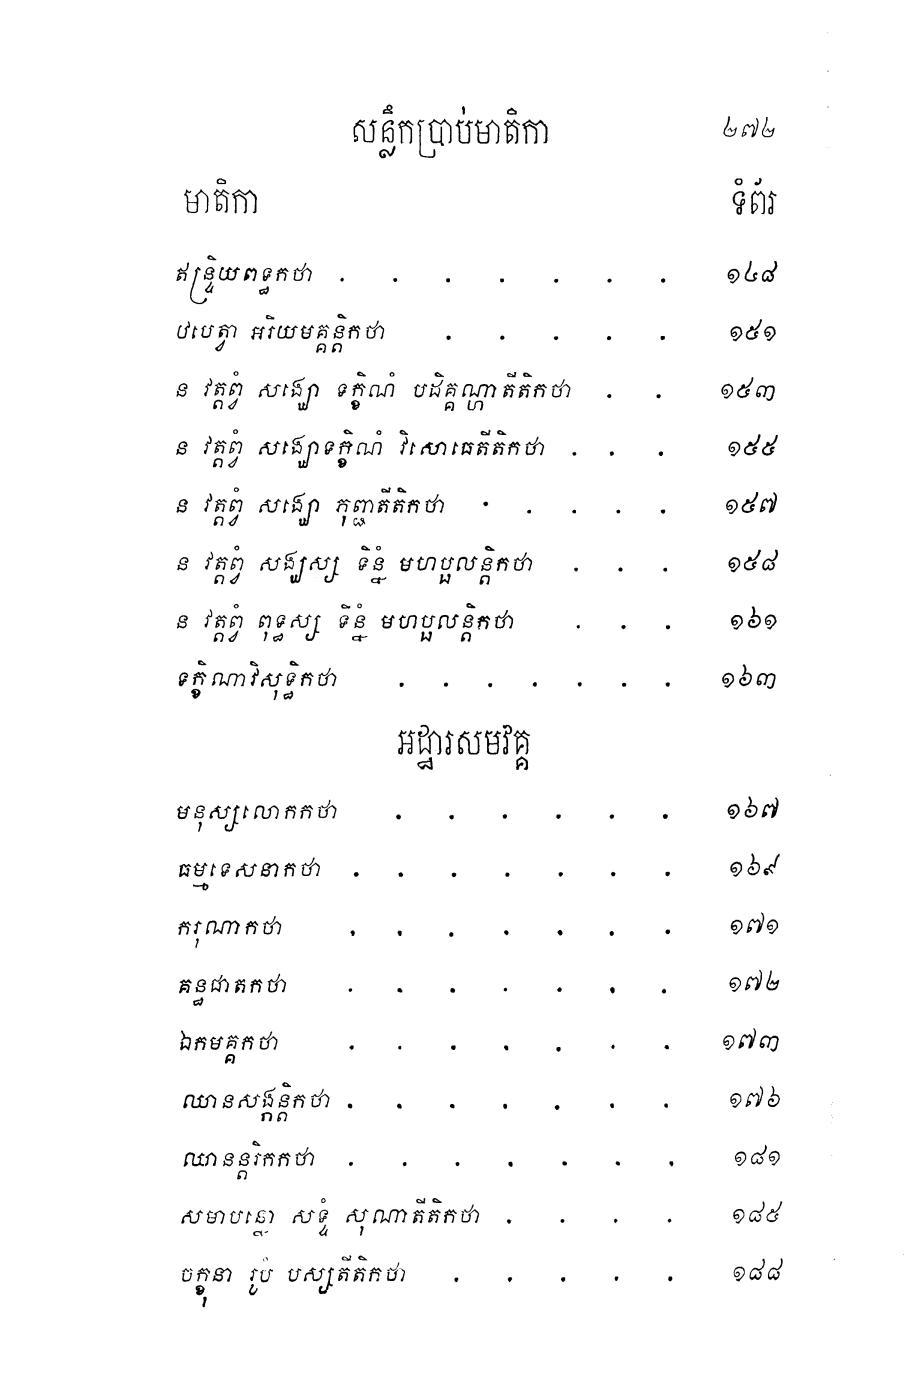 សន្លឹកប្រាប់មាតិកា ២៧២
មាតិកា ទំព័រ
ឥន្ទ្រិយពទ្ធកថា . . . . . . . ១៤៨
ឋបេត្វា អរិយមគ្គន្តិកថា . . . . . ១៥១
ន វត្តព្វំ សង្ឃោ ទក្ខិណំ បដិគ្គណ្ហាតីតិកថា . . ១៥៣
ន វត្តព្វំ សង្ឃោទក្ខិណំ វិសោធេតីតិកថា . . . ១៥៥
ន វត្តព្វំ សង្ឃោ ភុញ្ជតីតិកថា . . . . . ១៥៧
ន វត្តព្វំ សង្ឃស្ស ទិន្នំ មហប្ផលន្តិកថា . . . ១៥៨
ន វត្តព្វំ ពុទ្ធស្ស ទិន្នំ មហប្ផលន្តិកថា . . . ១៦១
ទក្ខិណាវិសុទ្ធិកថា . . . . . . . ១៦៣
អដ្ឋារសមវគ្គ
មនុស្សលោកកថា . . . . . . ១៦៧
ធម្មទេសនាកថា . . . . . . . ១៦៩
ករុណាកថា . . . . . . . ១៧១
គន្ធជាតកថា . . . . . . . ១៧២
ឯកមគ្គកថា . . . . . . . ១៧៣
ឈានសង្កន្តិកថា . . . . . . . ១៧៦
ឈានន្តរិកកថា . . . . . . . ១៨១
សមាបន្នោ សទ្ទំ សុណាតីតិកថា . . . . ១៨៥
ចក្ខុនា រូបំ បស្សតីតិកថា . . . . . ១៨៨